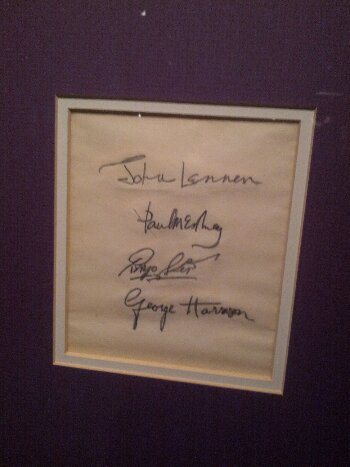 John Lennon
Paul McCartney
Ringo Starr
George Harrison